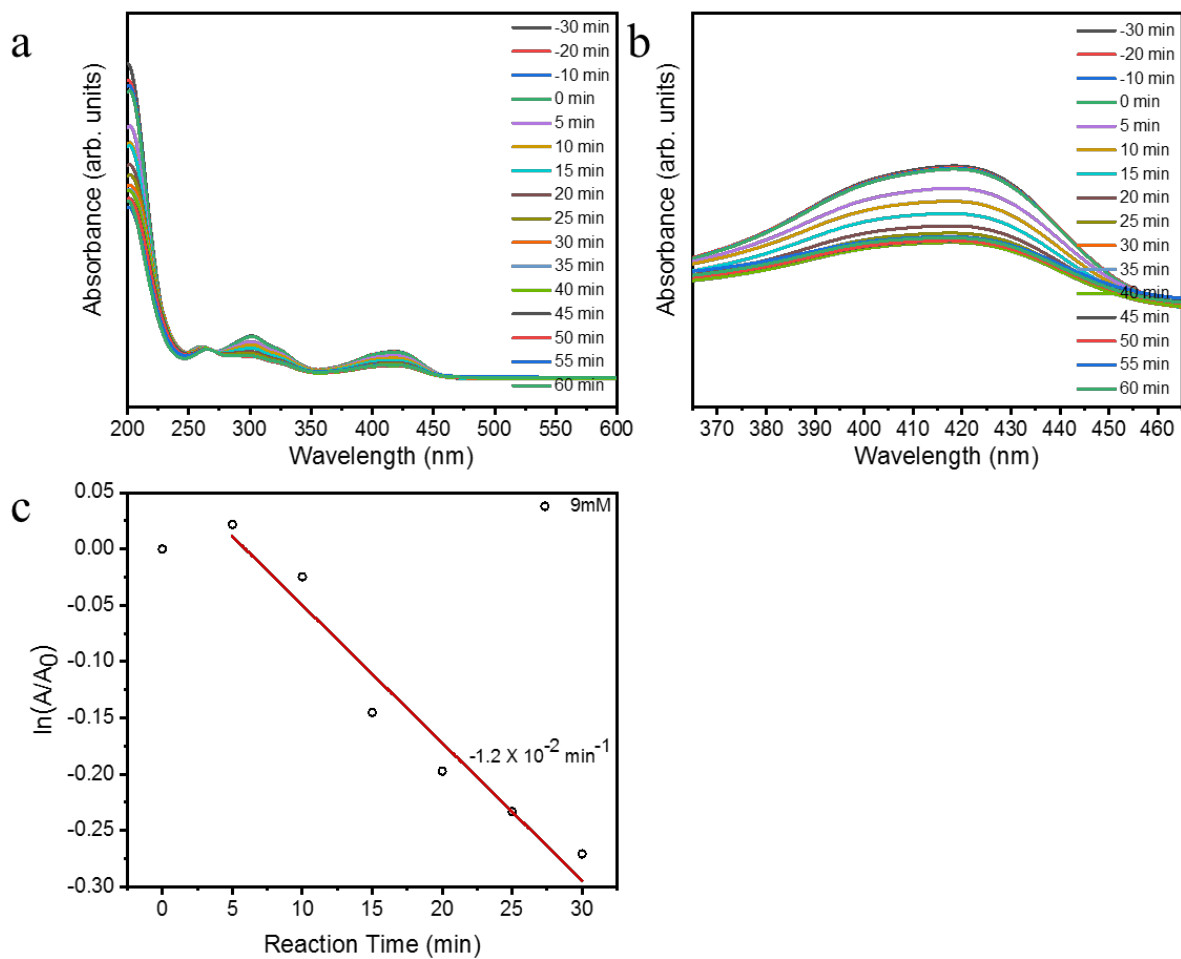 a
Absorbance (arb. units)
-30 min
-20 min
-10 min
0 min
5 min
10 min
15 min
20 min
25 min
30 min
35 min
40 min
45 min
50 min
55 min
60 min
200 250 300 350 400 450 500 550 600
Wavelength (nm)
b
Absorbance (arb. units)
-30 min
-20 min
-10 min
0 min
5 min
10 min
15 min
20 min
25 min
30 min
35 min
40 min
45 min
50 min
55 min
60 min
370 380 390 400 410 420 430 440 450 460
Wavelength (nm)
c
ln(A/A0)
0.05
0.00
-0.05
-0.10
-0.15
-0.20
-0.25
-0.30
9mM
-1.2 X 10-2 min-1
0 5 10 15 20 25 30
Reaction Time (min)